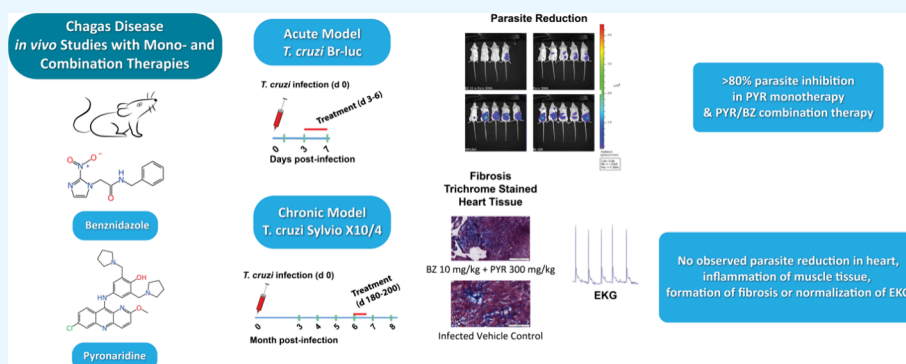 Chagas Disease
in vivo Studies with Mono- and
Combination Therapies
Benznidazole
Pyronaridine
Acute Model
T. cruzi Br-luc
T. cruzi infection (d 0)
Treatment (d 3-6)
0 3 7
Days post-infection
Chronic Model
T. cruzi Sylvio X10/4
T. cruzi infection (d 0)
Treatment
(d 180-200)
0 3 4 5 6 7 8
Month post-infection
Parasite Reduction
Fibrosis
Trichrome Stained
Heart Tissue
BZ 10 mg/kg + PYR 300 mg/kg
Infected Vehicle Control
EKG
>80% parasite inhibition
in PYR monotherapy
& PYR/BZ combination therapy
No observed parasite reduction in heart,
inflammation of muscle tissue,
formation of fibrosis or normalization of EKG